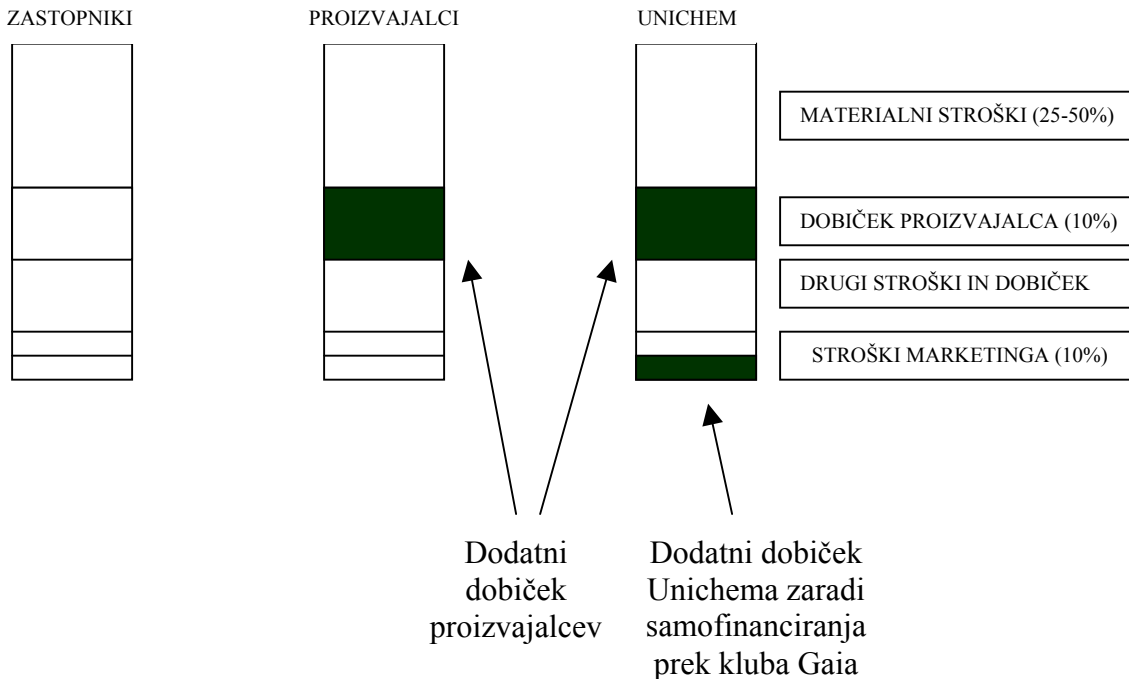 ZASTOPNIKI
PROIZVAJALCI
UNICHEM
MATERIALNI STROŠKI (25-50%)
DOBIČEK PROIZVAJALCA (10%)
DRUGI STROŠKI IN DOBIČEK
STROŠKI MARKETINGA (10%)
Dodatni
dobiček
proizvajalcev
Dodatni dobiček
Unichema zaradi
samofinanciranja
prek kluba Gaia